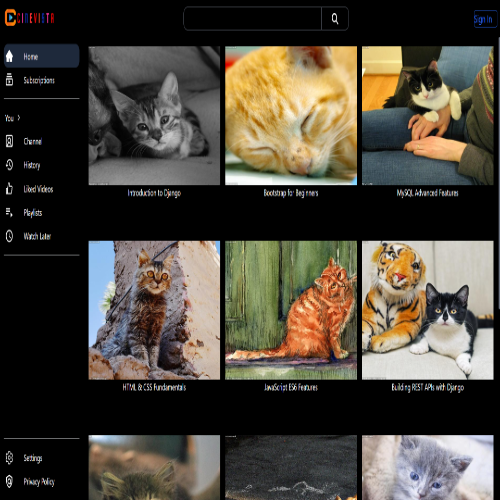 CINEVISTA
Sign In
Home
Subscriptions
You >
Channel
History
Liked Videos
Playlists
Watch Later
Settings
Privacy Policy
Introduction to Django
Bootstrap for Beginners
MySQL Advanced Features
HTML & CSS Fundamentals
JavaScript ES6 Features
Building REST APIs with Django